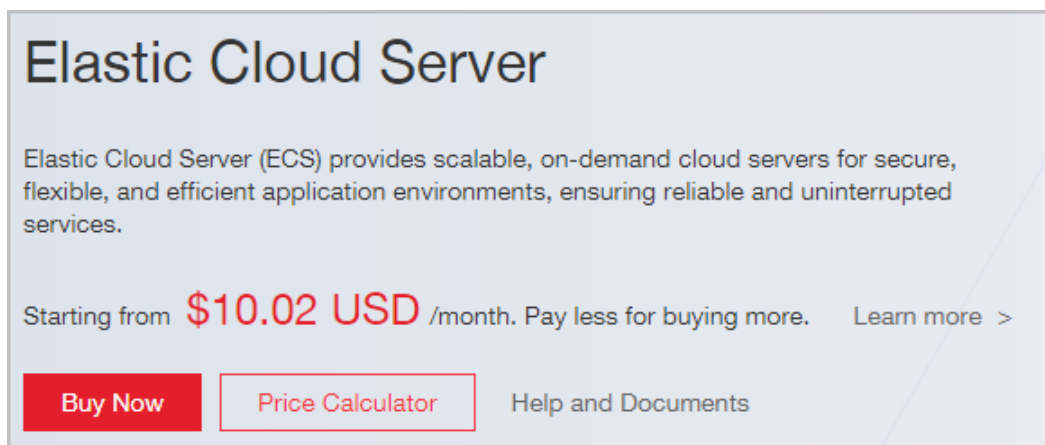 Elastic Cloud Server
Elastic Cloud Server (ECS) provides scalable, on-demand cloud servers for secure,
flexible, and efficient application environments, ensuring reliable and uninterrupted
services.
Starting from $10.02 USD /month. Pay less for buying more. Learn more >
Buy Now Price Calculator Help and Documents